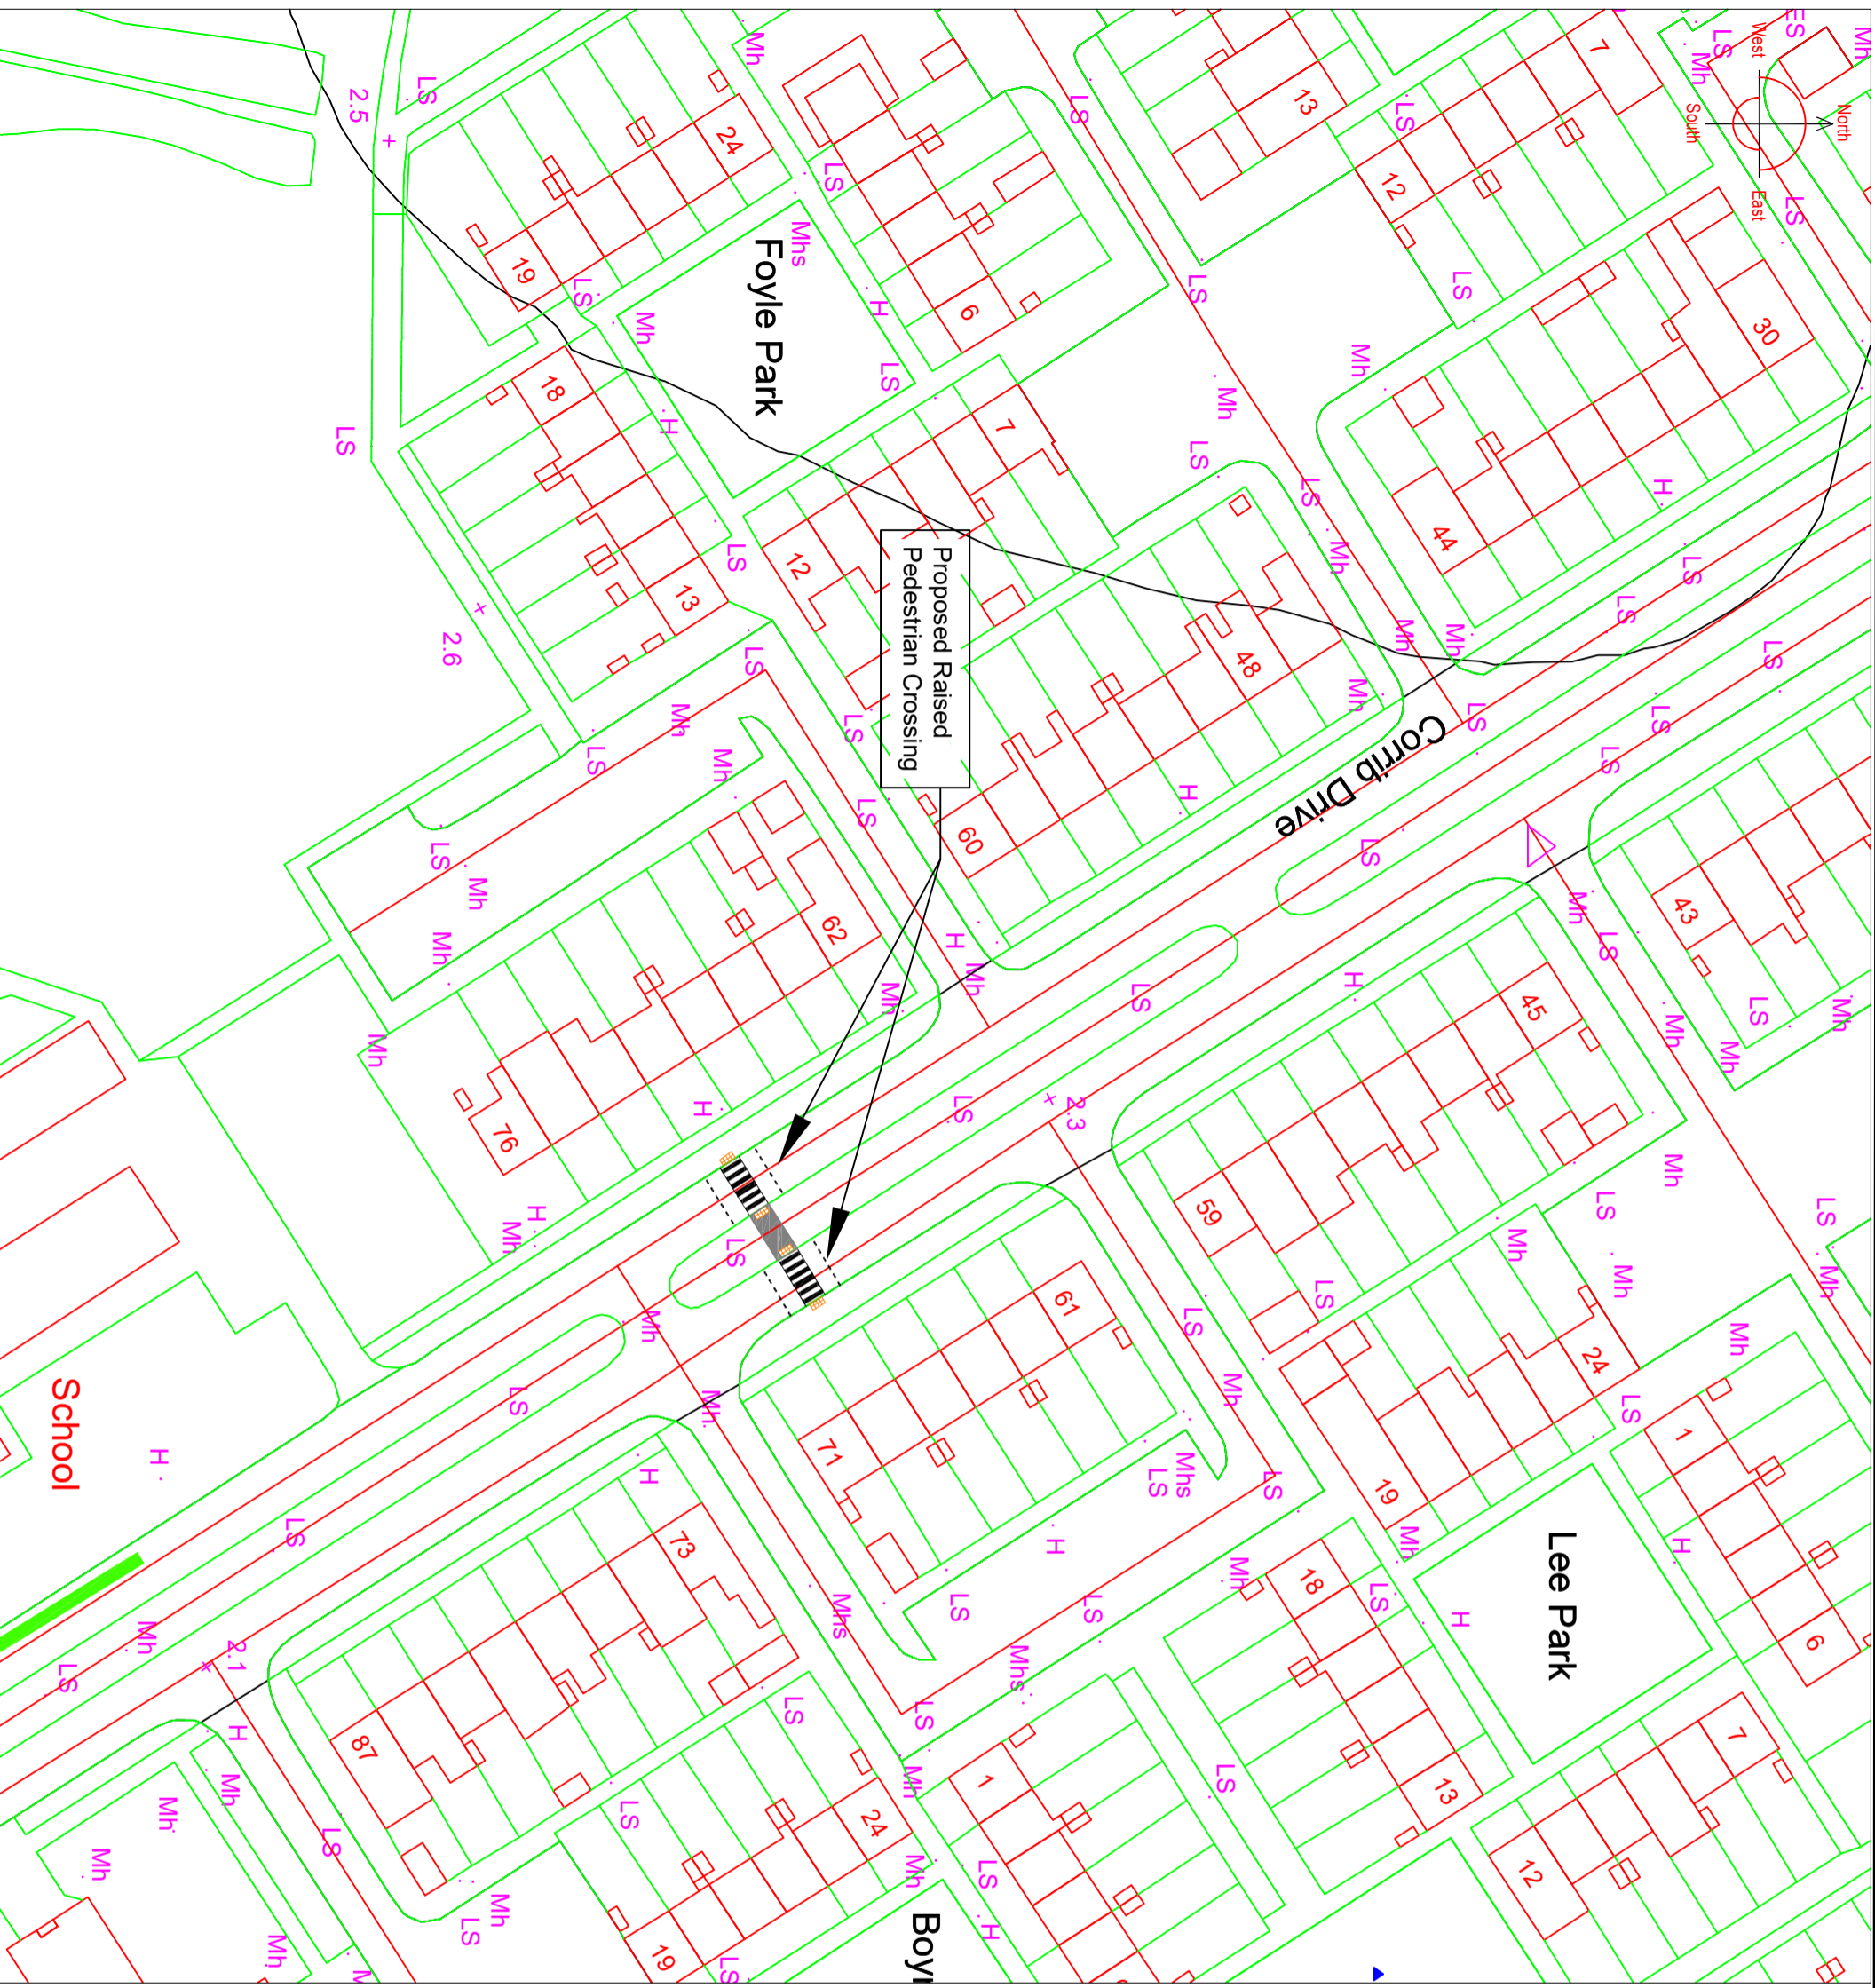 North
West
East
South
Foyle Park
Proposed Raised
Pedestrian Crossing
Corrib Drive
Lee Park
School
7
13
12
24
19
6
30
44
18
7
12
13
48
60
62
76
43
45
59
61
71
73
87
24
19
1
6
18
13
7
12
1
24
19
2.5
2.6
2.3
2.1
LS
Mh
Mhs
H